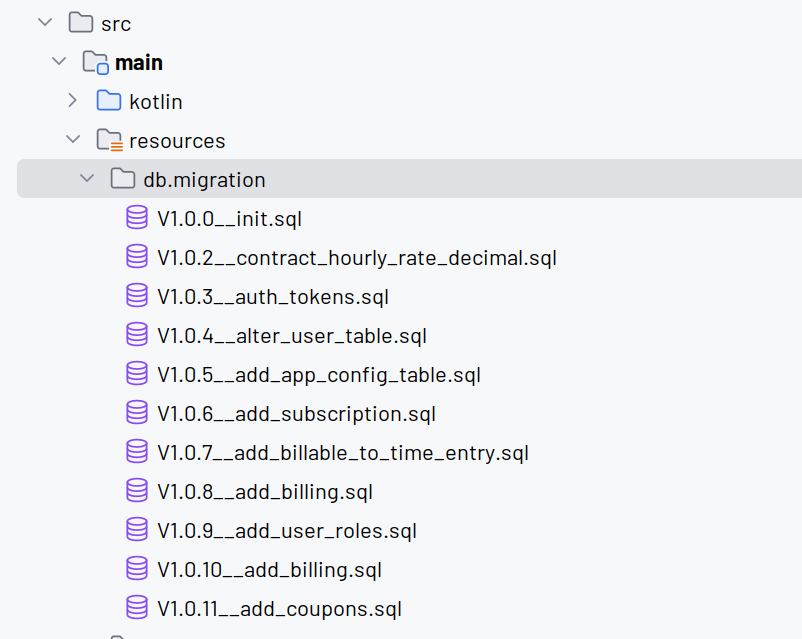 src
main
kotlin
resources
db.migration
V1.0.0__init.sql
V1.0.2__contract_hourly_rate_decimal.sql
V1.0.3__auth_tokens.sql
V1.0.4__alter_user_table.sql
V1.0.5__add_app_config_table.sql
V1.0.6__add_subscription.sql
V1.0.7__add_billable_to_time_entry.sql
V1.0.8__add_billing.sql
V1.0.9__add_user_roles.sql
V1.0.10__add_billing.sql
V1.0.11__add_coupons.sql